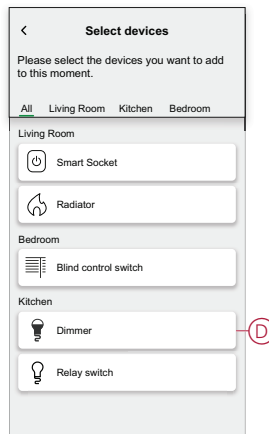 Select devices
Please select the devices you want to add
to this moment.
All Living Room Kitchen Bedroom
Living Room
Smart Socket
Radiator
Bedroom
Blind control switch
Kitchen
Dimmer
D
Relay switch